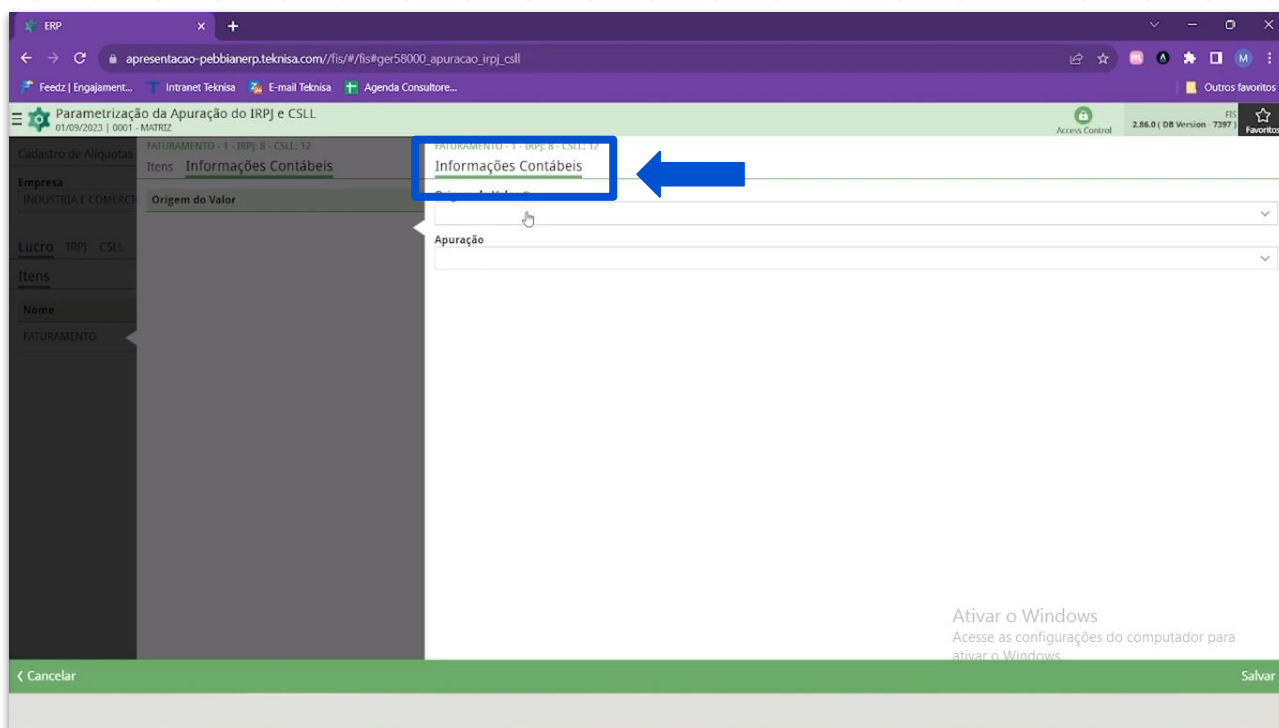 ERP
apresentacao-pebbianerp.teknisa.com//fis/#/fis#ger58000_apuracao_irpj_csll
M
Feedz | Engajament...
Intranet Teknisa
E-mail Teknisa
Agenda Consultore...
Outros favoritos
Parametrização da Apuração do IRPJ e CSLL
01/09/2023 | 0001 - MATRIZ
Access Control
FIS
2.86.0 ( DB Version - 7397 )
Favoritos
Cadastro de Alíquotas
Empresa
INDUSTRIA E COMERCI
Lucro IRPJ CSLL
Itens
Nome
FATURAMENTO
FATURAMENTO - 1 - IRPJ: 8 - CSLL: 12
Itens Informações Contábeis
Origem do Valor
FATURAMENTO - 1 - IRPJ: 8 - CSLL: 12
Informações Contábeis
Origem do Valor
Apuração
Ativar o Windows
Acesse as configurações do computador para
ativar o Windows.
Cancelar
Salvar